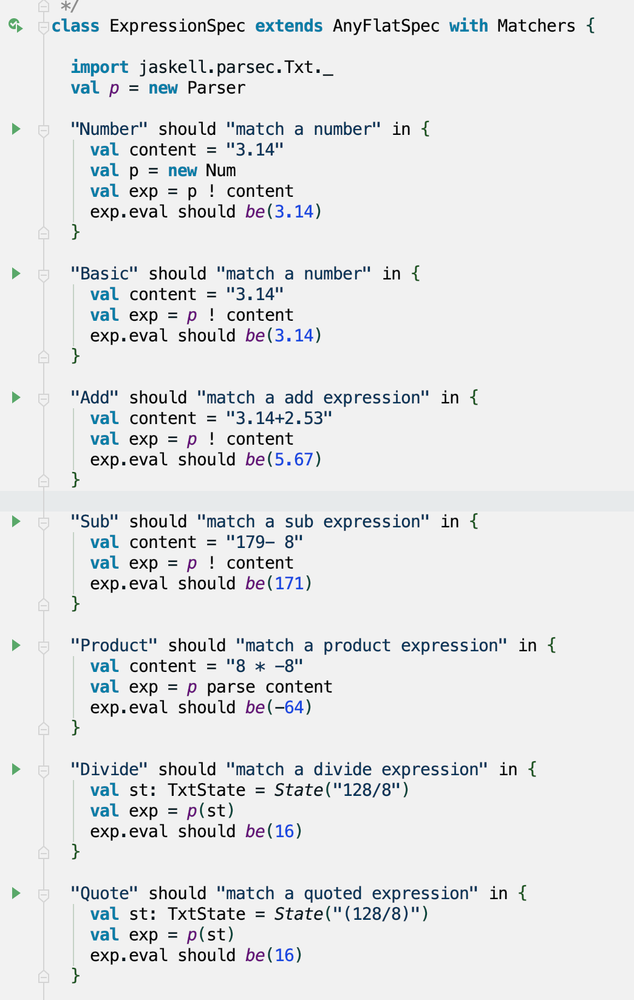 */
class ExpressionSpec extends AnyFlatSpec with Matchers {
import jaskell.parsec.Txt._
val p = new Parser
"Number" should "match a number" in {
val content = "3.14"
val p = new Num
val exp = p ! content
exp.eval should be(3.14)
}
"Basic" should "match a number" in {
val content = "3.14"
val exp = p ! content
exp.eval should be(3.14)
}
"Add" should "match a add expression" in {
val content = "3.14+2.53"
val exp = p ! content
exp.eval should be(5.67)
}
"Sub" should "match a sub expression" in {
val content = "179- 8"
val exp = p ! content
exp.eval should be(171)
}
"Product" should "match a product expression" in {
val content = "8 * -8"
val exp = p parse content
exp.eval should be(-64)
}
"Divide" should "match a divide expression" in {
val st: TxtState = State("128/8")
val exp = p(st)
exp.eval should be(16)
}
"Quote" should "match a quoted expression" in {
val st: TxtState = State("(128/8)")
val exp = p(st)
exp.eval should be(16)
}